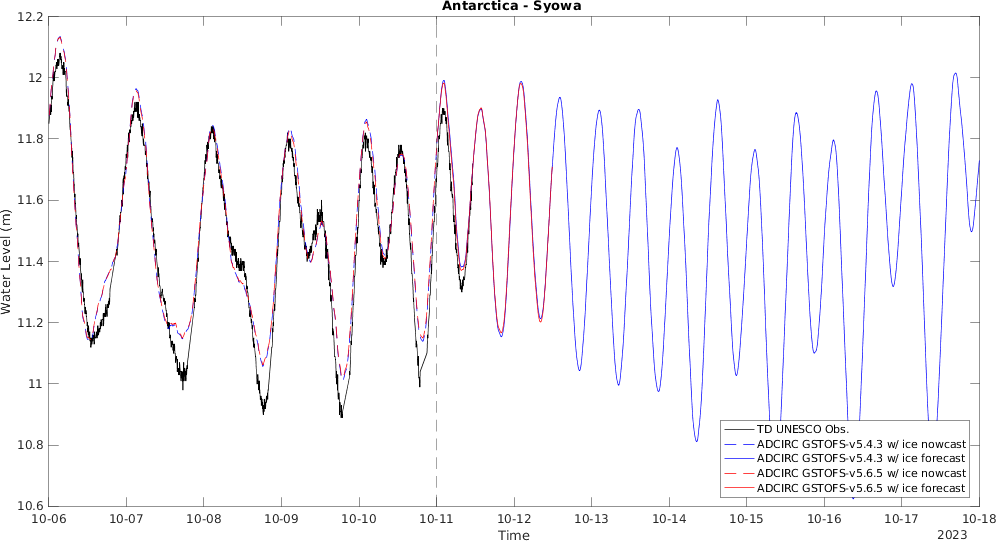 Antarctica - Syowa
12.2
12
11.8
11.6
11.4
11.2
11
10.8
10.6
Water Level (m)
TD UNESCO Obs.
ADCIRC GSTOFS-v5.4.3 w/ ice nowcast
ADCIRC GSTOFS-v5.4.3 w/ ice forecast
ADCIRC GSTOFS-v5.6.5 w/ ice nowcast
ADCIRC GSTOFS-v5.6.5 w/ ice forecast
10-06 10-07 10-08 10-09 10-10 10-11 10-12 10-13 10-14 10-15 10-16 10-17 10-18
Time
2023